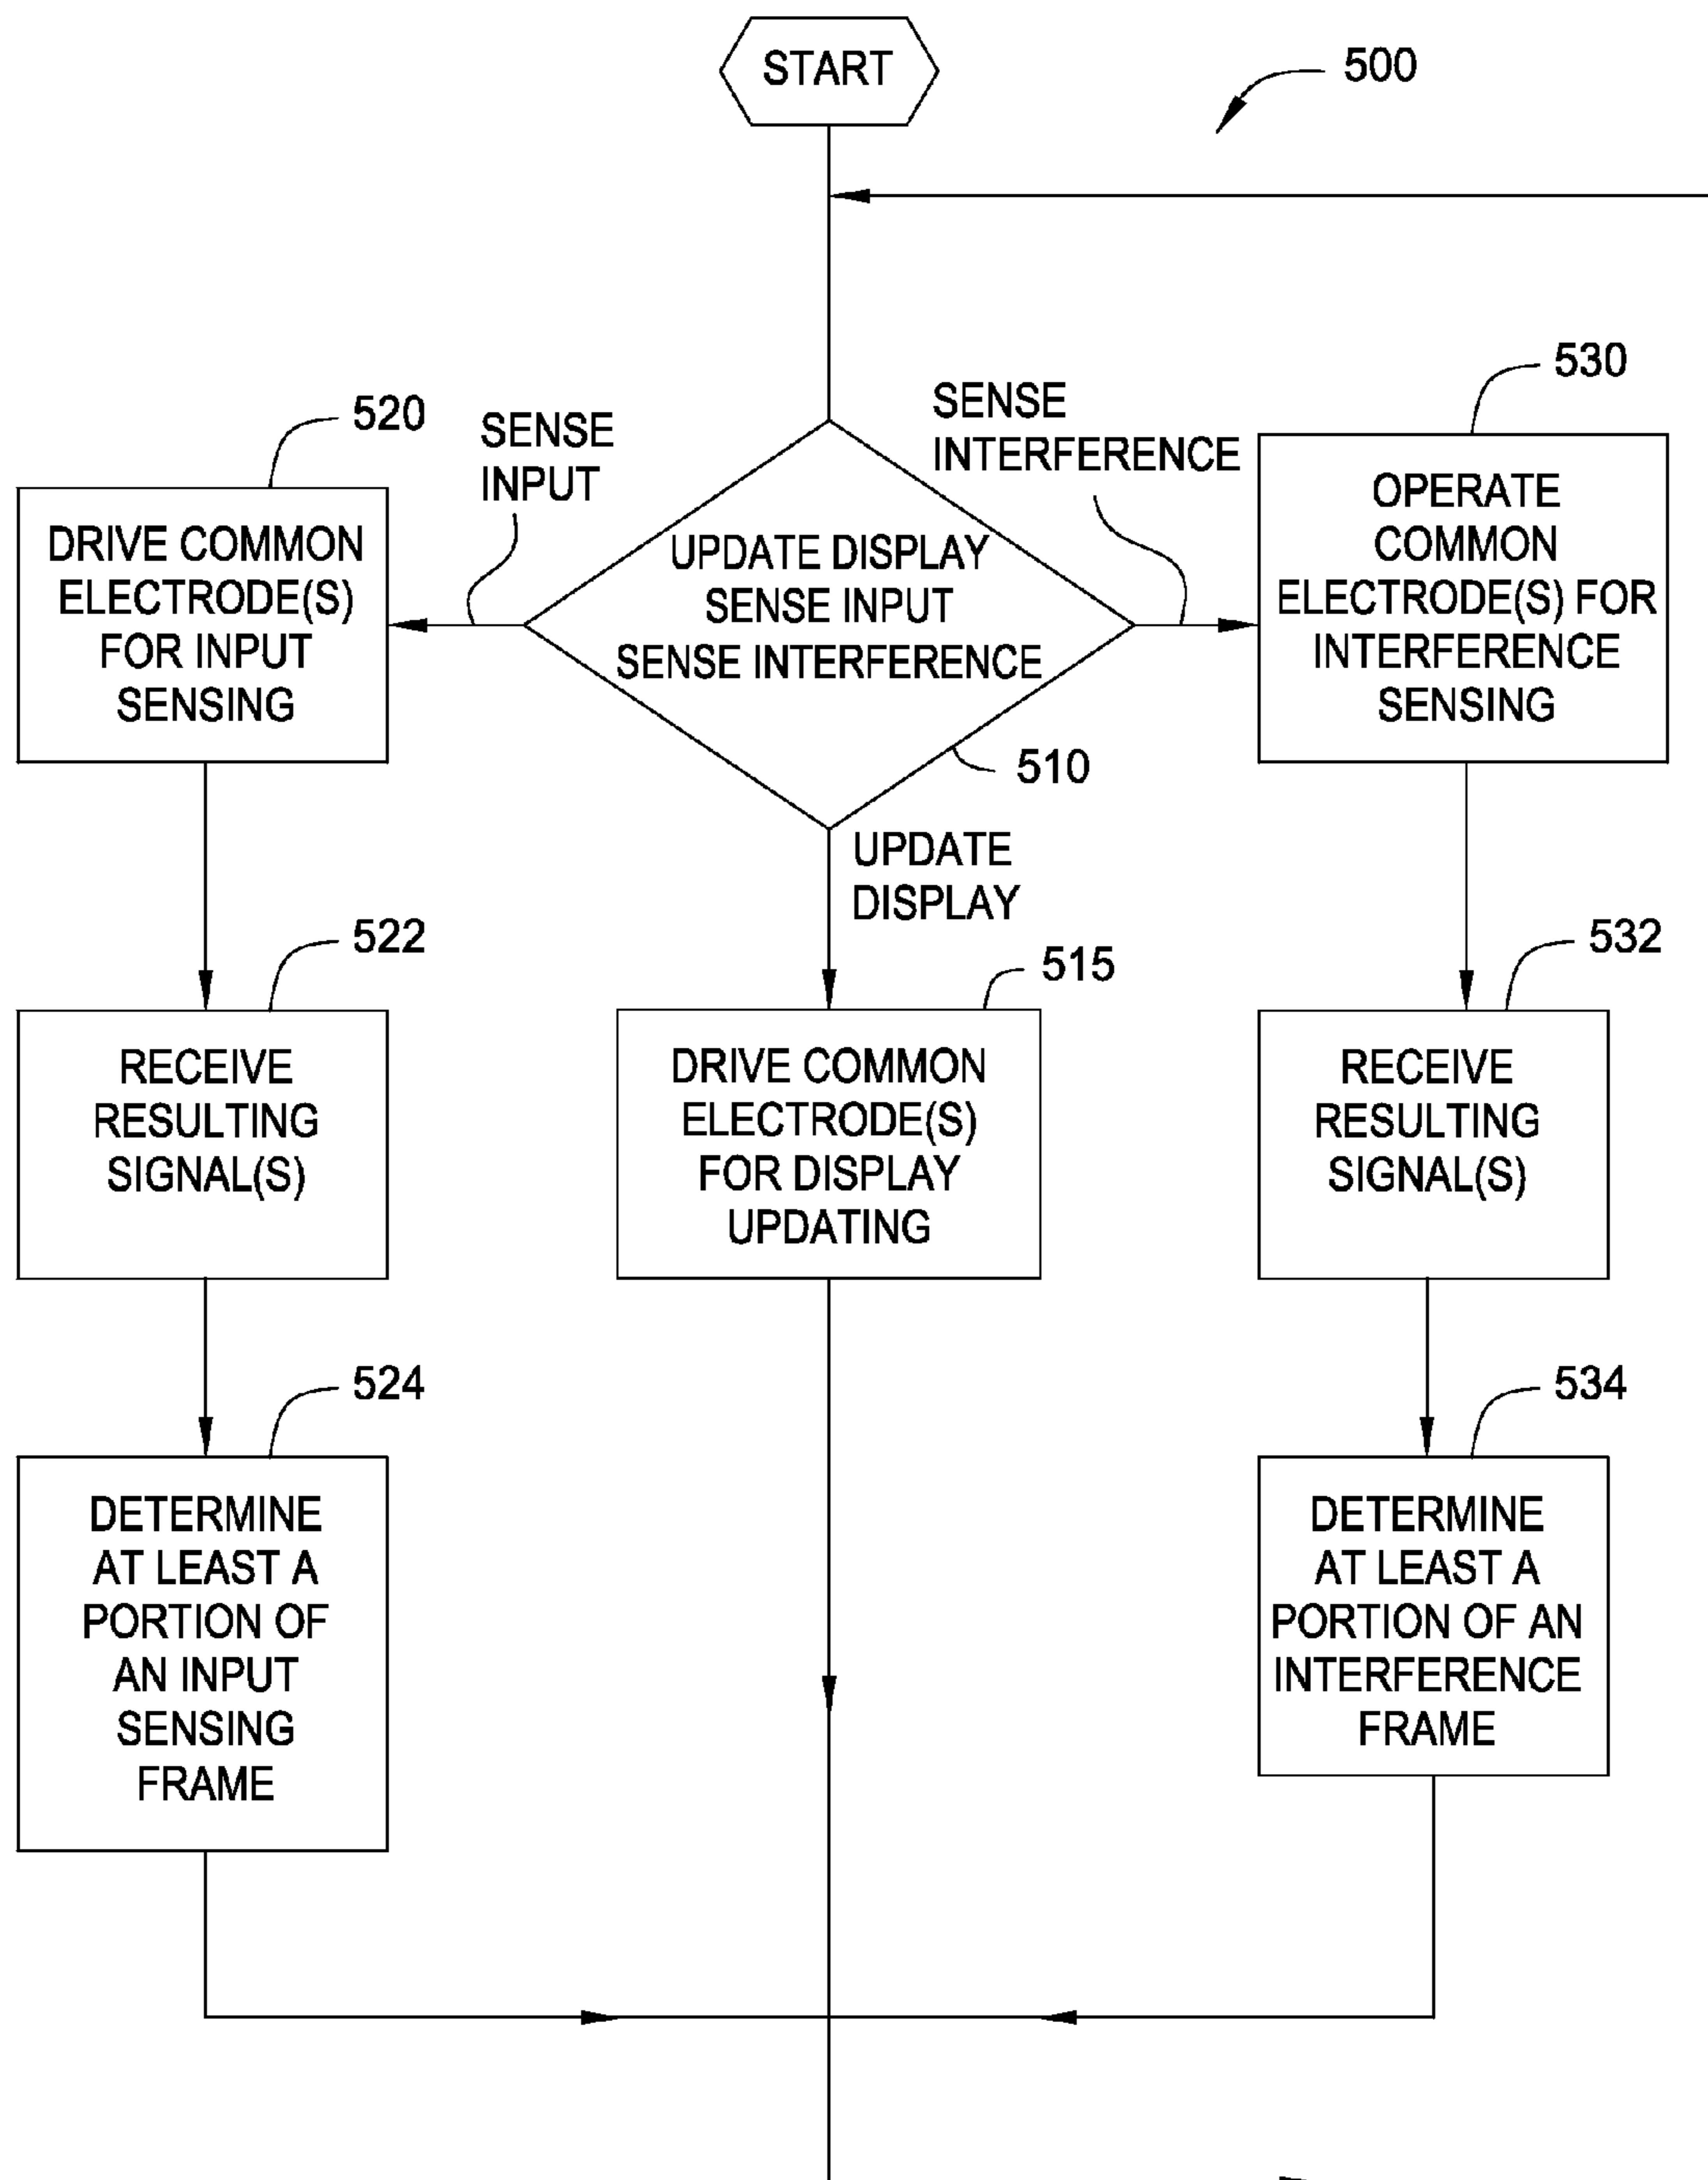 START
500
530
520
SENSE
INPUT
SENSE
INTERFERENCE
DRIVE COMMON
ELECTRODE(S)
FOR INPUT
SENSING
UPDATE DISPLAY
SENSE INPUT
SENSE INTERFERENCE
OPERATE
COMMON
ELECTRODE(S) FOR
INTERFERENCE
SENSING
510
UPDATE
DISPLAY
522
515
532
RECEIVE
RESULTING
SIGNAL(S)
DRIVE COMMON
ELECTRODE(S)
FOR DISPLAY
UPDATING
RECEIVE
RESULTING
SIGNAL(S)
524
534
DETERMINE
AT LEAST A
PORTION OF
AN INPUT
SENSING
FRAME
DETERMINE
AT LEAST A
PORTION OF AN
INTERFERENCE
FRAME